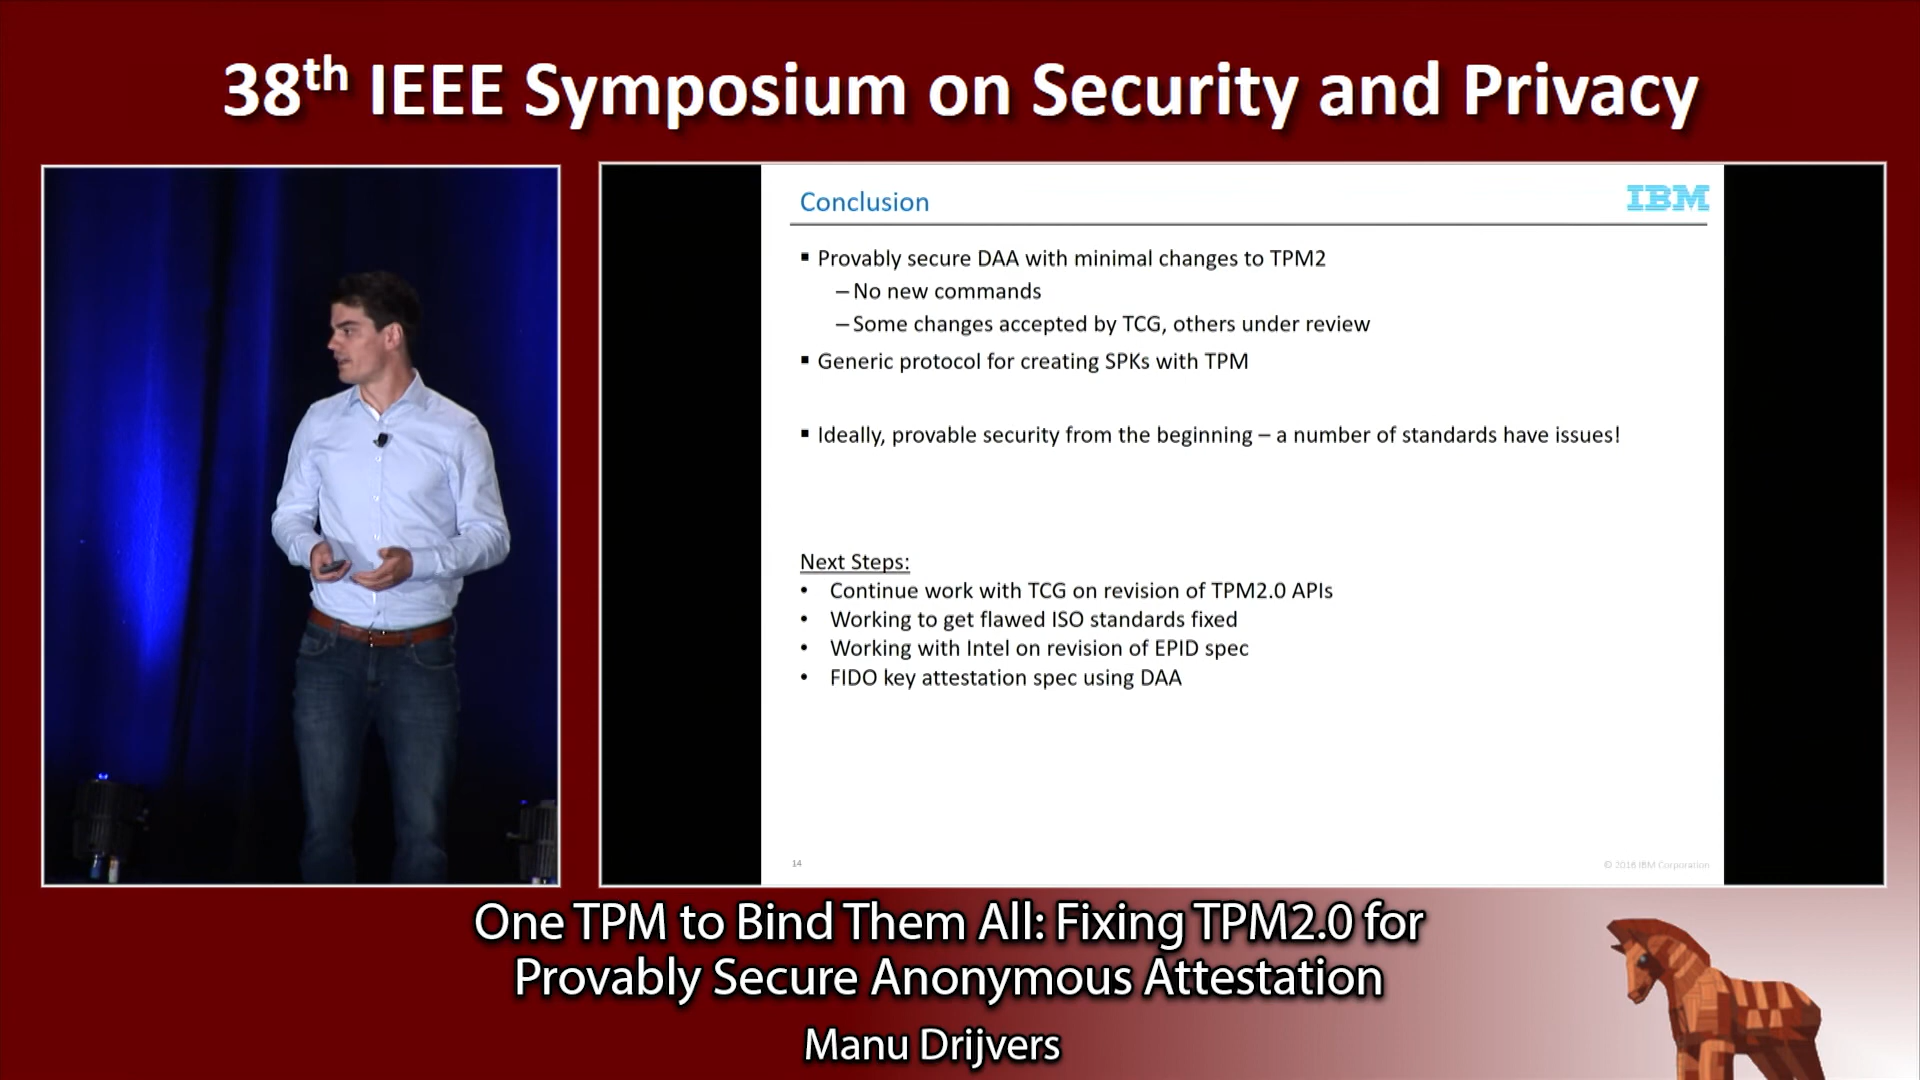 38th IEEE Symposium on Security and Privacy
Conclusion
IBM
▪ Provably secure DAA with minimal changes to TPM2
– No new commands
– Some changes accepted by TCG, others under review
▪ Generic protocol for creating SPKs with TPM
▪ Ideally, provable security from the beginning – a number of standards have issues!
Next Steps:
• Continue work with TCG on revision of TPM2.0 APIs
• Working to get flawed ISO standards fixed
• Working with Intel on revision of EPID spec
• FIDO key attestation spec using DAA
14
© 2016 IBM Corporation
One TPM to Bind Them All: Fixing TPM2.0 for
Provably Secure Anonymous Attestation
Manu Drijvers